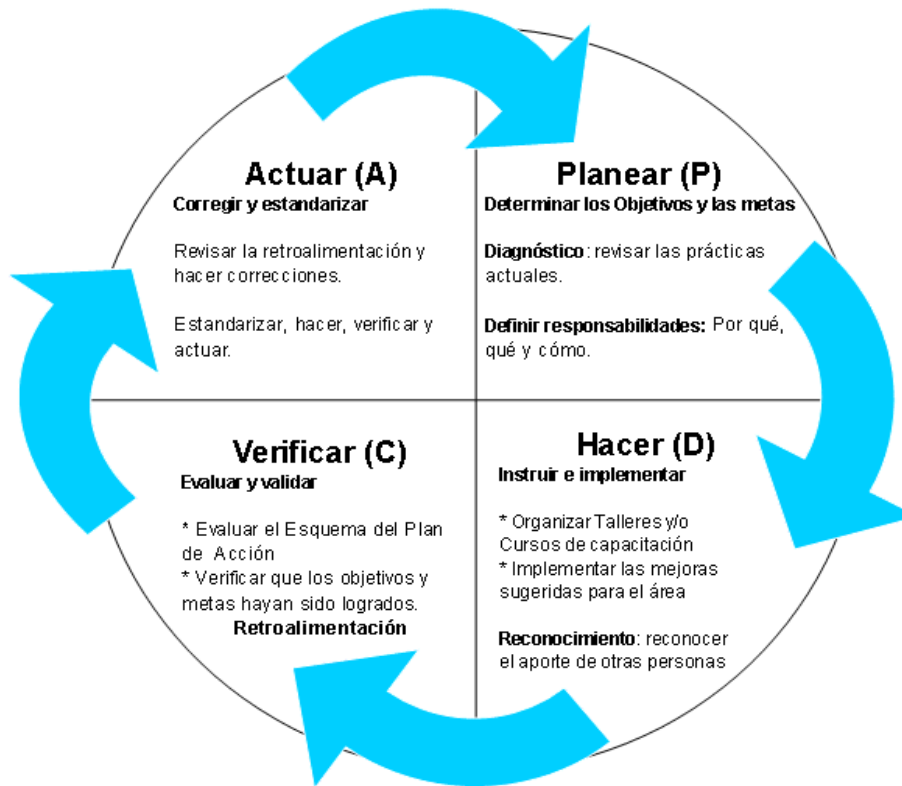 Actuar (A)
Corregir y estandarizar
Revisar la retroalimentación y
hacer correcciones.
Estandarizar, hacer, verificar y
actuar.
Planear (P)
Determinar los Objetivos y las metas
Diagnóstico: revisar las prácticas
actuales.
Definir responsabilidades: Por qué,
qué y cómo.
Verificar (C)
Evaluar y validar
* Evaluar el Esquema del Plan
de Acción
* Verificar que los objetivos y
metas hayan sido logrados.
Retroalimentación
Hacer (D)
Instruir e implementar
* Organizar Talleres y/o
Cursos de capacitación
* Implementar las mejoras
sugeridas para el área
Reconocimiento: reconocer
el aporte de otras personas